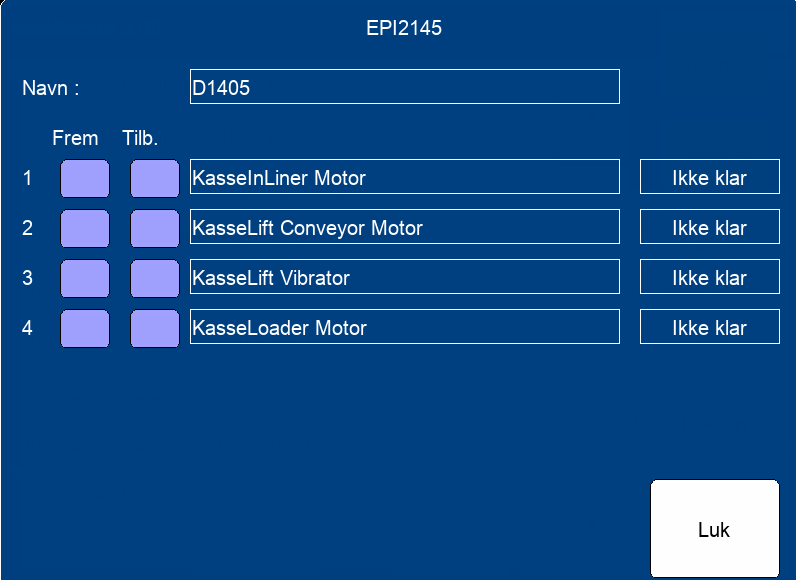 EPI2145
Navn : D1405
Frem Tilb.
1 KasseInLiner Motor Ikke klar
2 KasseLift Conveyor Motor Ikke klar
3 KasseLift Vibrator Ikke klar
4 KasseLoader Motor Ikke klar
Luk